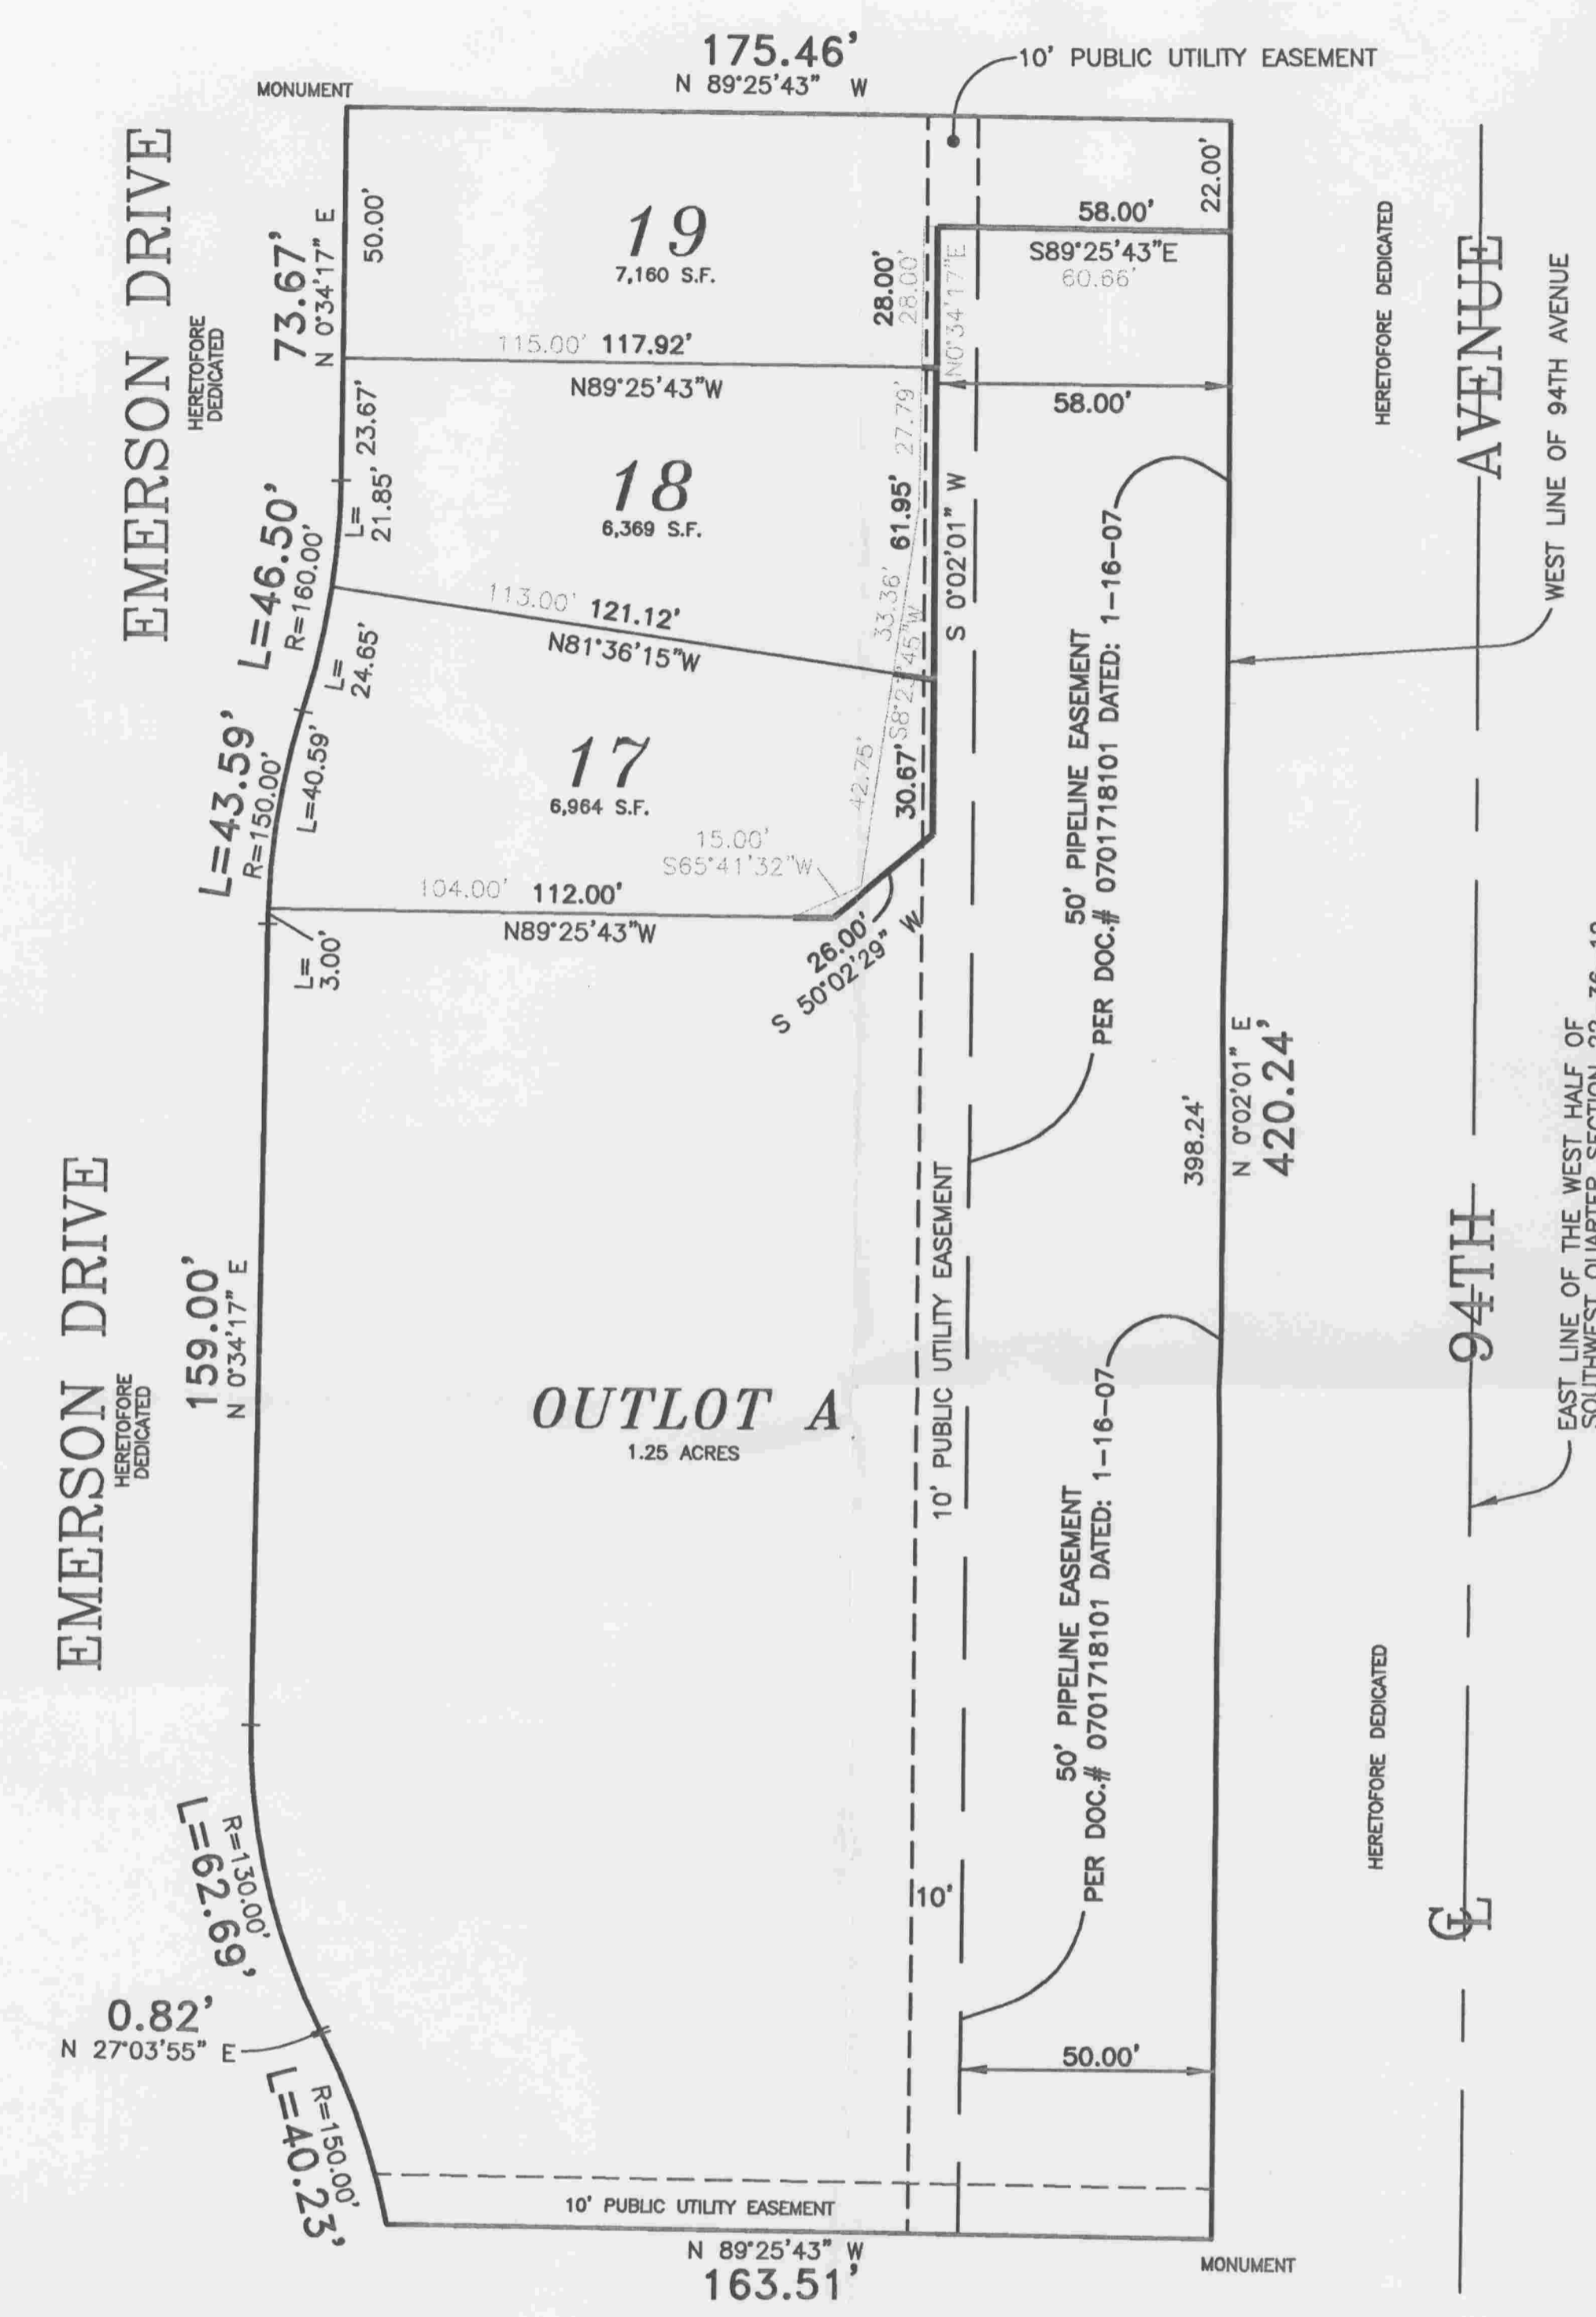 175.46'
N 89°25'43" W
10' PUBLIC UTILITY EASEMENT
MONUMENT
EMERSON DRIVE
HERETOFORE
DEDICATED
73.67'
N 0°34'17" E
50.00'
19
7,160 S.F.
28.00'
28.00'
N0°34'17"E
22.00'
58.00'
S89°25'43"E
60.66'
115.00' 117.92'
N89°25'43"W
58.00'
HERETOFORE DEDICATED
AVENUE
WEST LINE OF 94TH AVENUE
23.67'
L=
21.85'
L=46.50'
R=160.00'
18
6,369 S.F.
27.79'
61.95'
33.36'
S 0°02'01" W
113.00' 121.12'
N81°36'15"W
L=
24.65'
L=43.59'
R=150.00'
L=40.59'
17
6,964 S.F.
42.75'
30.67'
15.00'
S65°41'32"W
104.00' 112.00'
N89°25'43"W
L=
3.00'
26.00'
S 50°02'29" W
50' PIPELINE EASEMENT
PER DOC.# 0701718101 DATED: 1-16-07
398.24'
N 0°02'01" E
420.24'
EAST LINE OF THE WEST HALF OF
SOUTHWEST QUARTER SECTION
94TH
EMERSON DRIVE
HERETOFORE
DEDICATED
159.00'
N 0°34'17" E
OUTLOT A
1.25 ACRES
10' PUBLIC UTILITY EASEMENT
50' PIPELINE EASEMENT
PER DOC.# 0701718101 DATED: 1-16-07
HERETOFORE DEDICATED
CL
L=62.69'
R=130.00'
10'
0.82'
N 27°03'55" E
50.00'
L=40.23'
R=150.00'
10' PUBLIC UTILITY EASEMENT
N 89°25'43" W
163.51'
MONUMENT